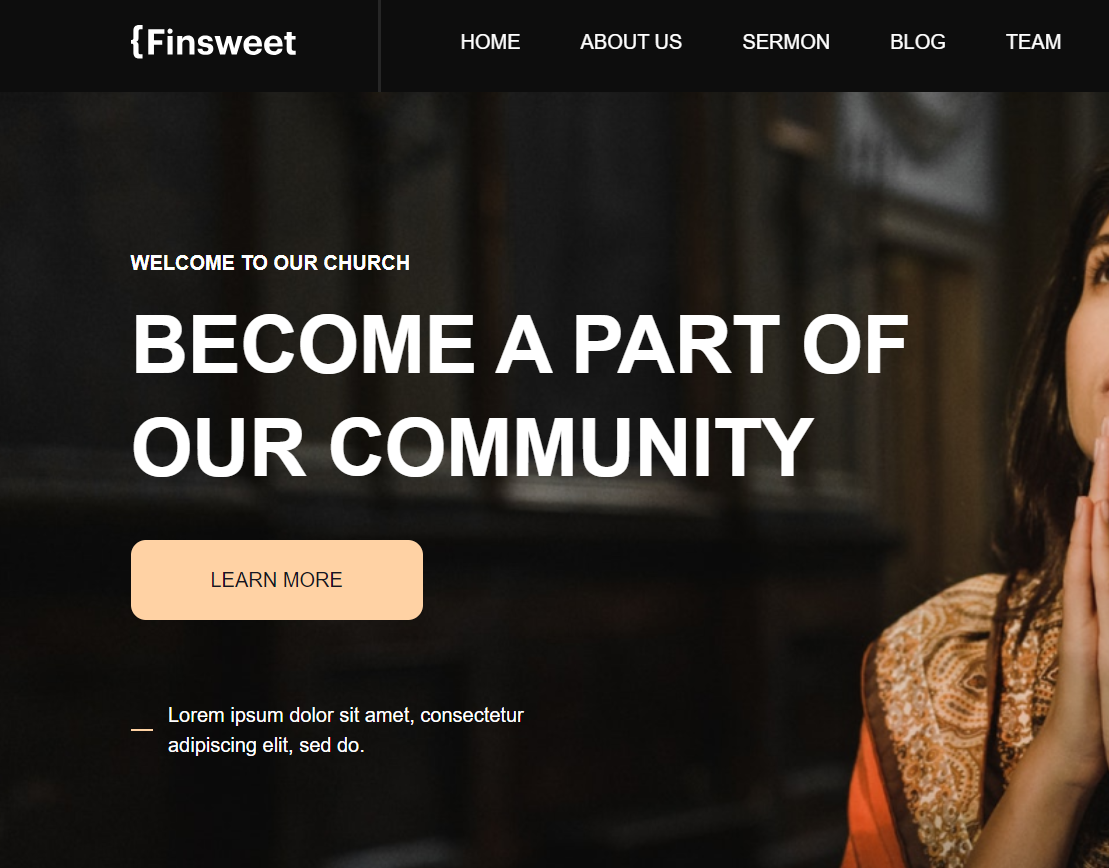 {Finsweet
HOME ABOUT US SERMON BLOG TEAM
WELCOME TO OUR CHURCH
BECOME A PART OF
OUR COMMUNITY
LEARN MORE
Lorem ipsum dolor sit amet, consectetur
adipiscing elit, sed do.